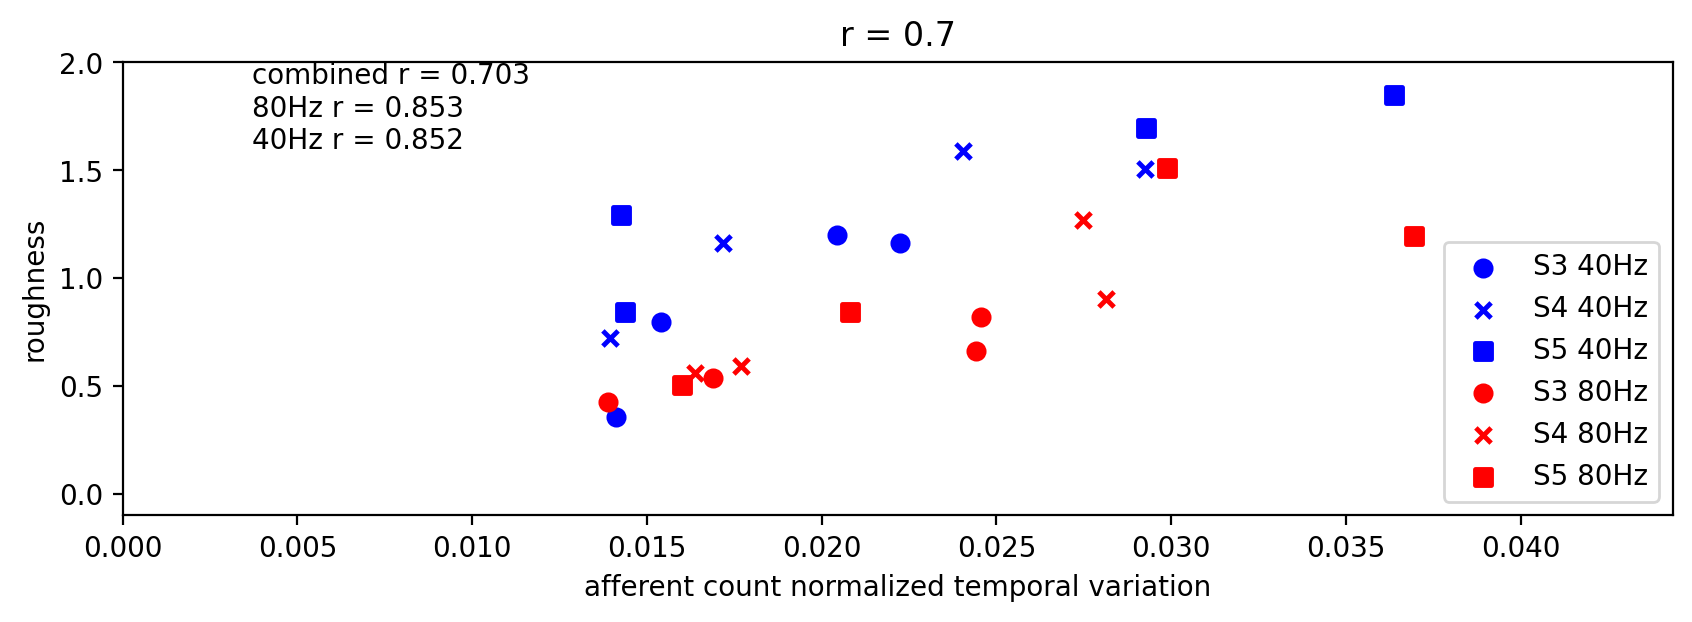 r = 0.7
combined r = 0.703
80Hz r = 0.853
40Hz r = 0.852
2.0
1.5
1.0
0.5
0.0
roughness
S3 40Hz
S4 40Hz
S5 40Hz
S3 80Hz
S4 80Hz
S5 80Hz
0.000 0.005 0.010 0.015 0.020 0.025 0.030 0.035 0.040
afferent count normalized temporal variation